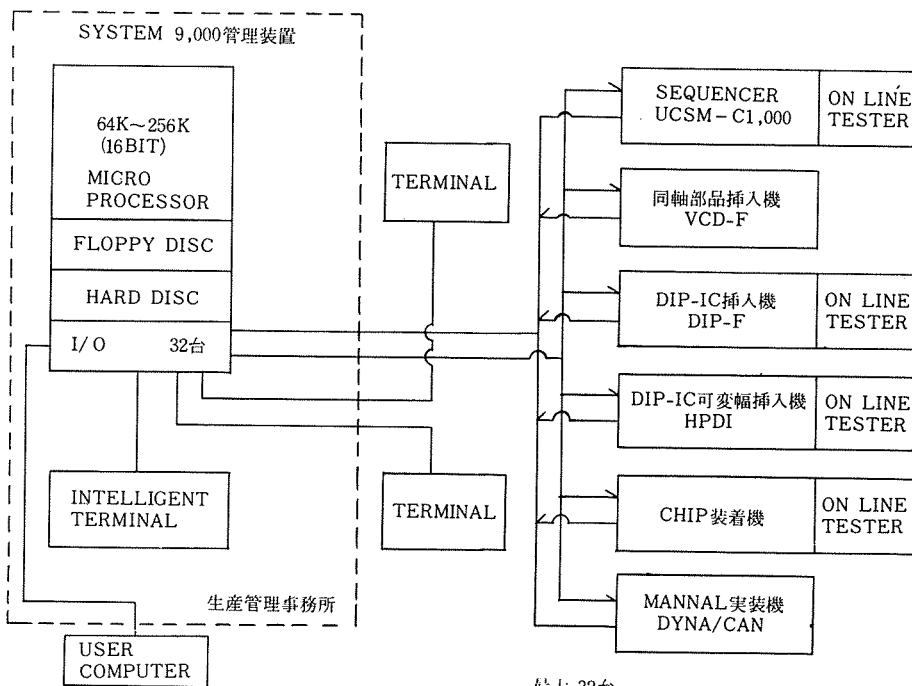 SYSTEM 9,000管理装置
64K~256K
(16BIT)
MICRO
PROCESSOR
FLOPPY DISC
HARD DISC
I/O 32台
INTELLIGENT
TERMINAL
生産管理事務所
USER
COMPUTER
TERMINAL
TERMINAL
SEQUENCER
UCSM-C1,000
ON LINE
TESTER
同軸部品挿入機
VCD-F
DIP-IC挿入機
DIP-F
ON LINE
TESTER
DIP-IC可変幅挿入機
HPDI
ON LINE
TESTER
CHIP装着機
ON LINE
TESTER
MANNAL実装機
DYNA/CAN
32台